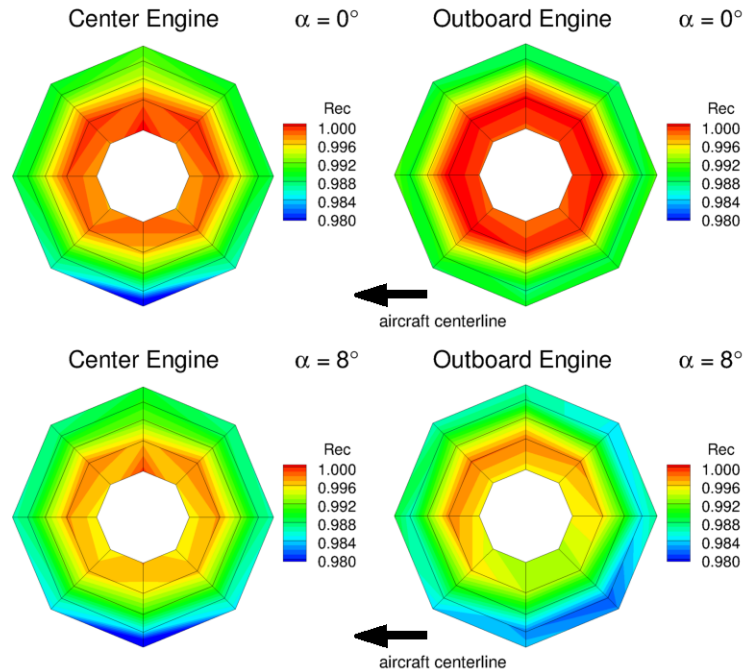 Center Engine α = 0° Outboard Engine α = 0°
Rec Rec
1.000 1.000
0.996 0.996
0.992 0.992
0.988 0.988
0.984 0.984
0.980 0.980
aircraft centerline
Center Engine α = 8° Outboard Engine α = 8°
Rec Rec
1.000 1.000
0.996 0.996
0.992 0.992
0.988 0.988
0.984 0.984
0.980 0.980
aircraft centerline